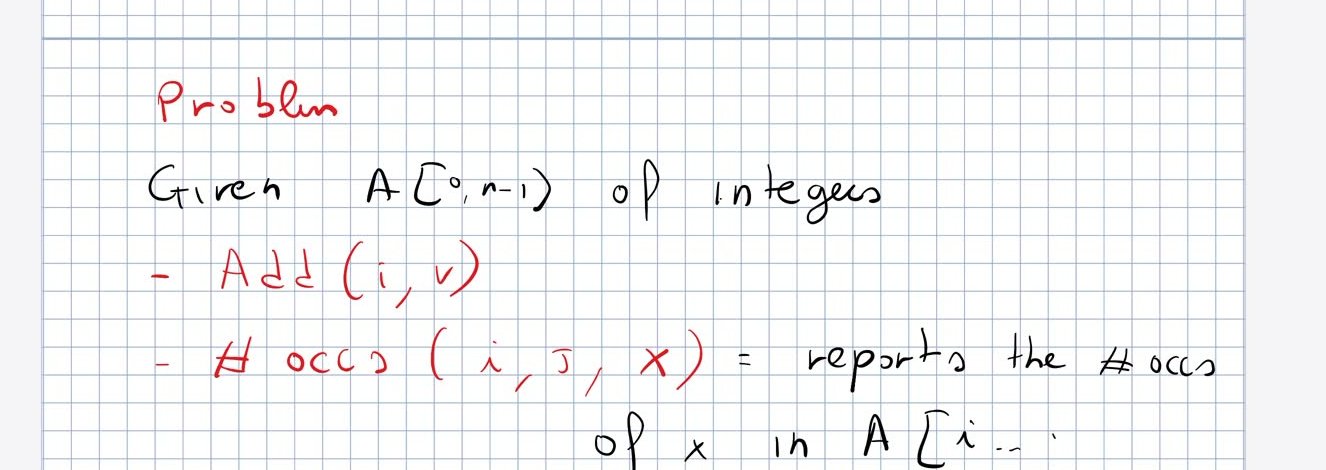 Problem
Given A[0, n-1) of integers
- Add (i, v)
- # occs (i, J, x) = reports the # occs
of x in A [i...